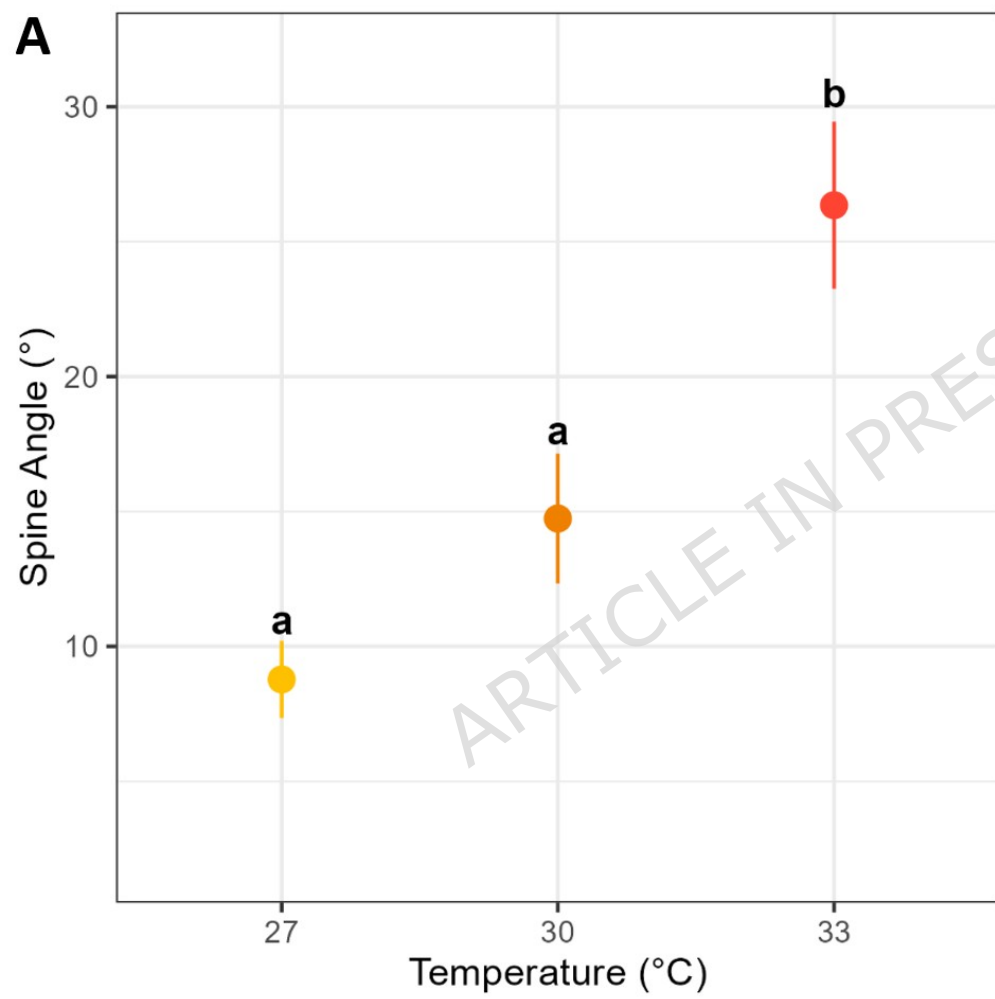 A
b
30
Spine Angle (°)
20
a
a
10
ARTICLE IN PRES
27 30 33
Temperature (°C)